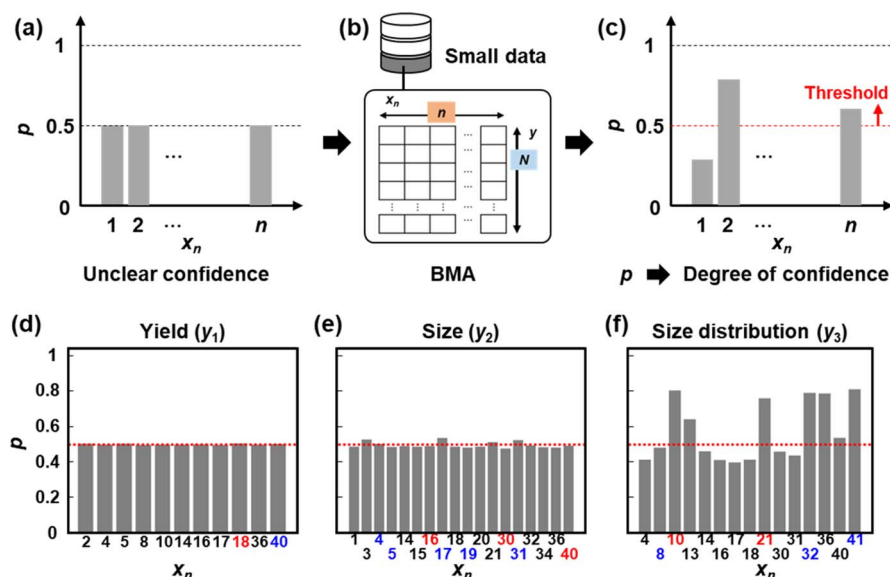 (a)
1
p
0.5
0
1 2 ... n
...
xₙ
Unclear confidence
(b)
Small data
xₙ
n
y
N
BMA
(c)
1
p
0.5
0
Threshold
...
1 2 ... n
xₙ
p ➡ Degree of confidence
(d)
Yield (y₁)
1
0.8
0.6
p
0.4
0.2
0
2 4 5 8 10 14 16 17 18 36 40
xₙ
(e)
Size (y₂)
1 4 14 16 18 20 30 32 36
3 5 15 17 19 21 31 34 40
xₙ
(f)
Size distribution (y₃)
4 10 14 17 21 31 36 41
8 13 16 18 30 32 40
xₙ